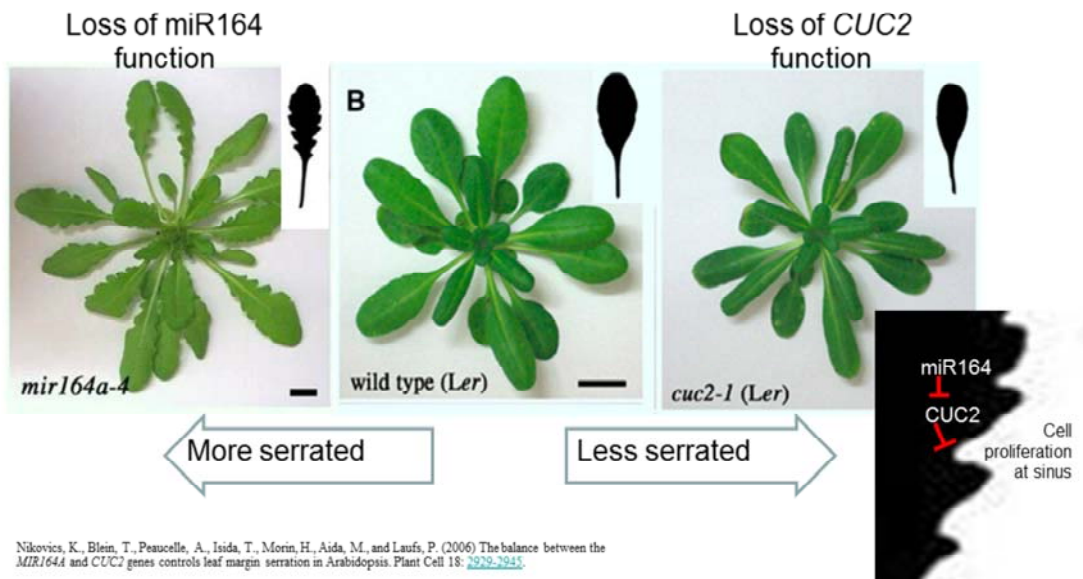 Loss of miR164
function
Loss of CUC2
function
B
mir164a-4
wild type (Ler)
cuc2-1 (Ler)
miR164
CUC2
Cell
proliferation
at sinus
More serrated
Less serrated
Nikovics, K., Blein, T., Peaucelle, A., Isida, T., Morin, H., Aida, M., and Laufs, P. (2006) The balance between the
MIR164A and CUC2 genes controls leaf margin serration in Arabidopsis. Plant Cell 18: 2929-2945.